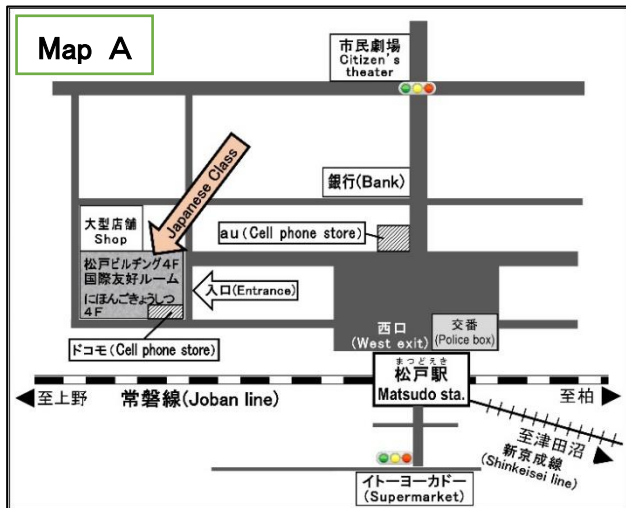 Map A
市民劇場
Citizen's
theater
Japanese Class
銀行(Bank)
大型店舗
Shop
au(Cell phone store)
松戸ビルヂング4F
国際友好ルーム
にほんごきょうしつ
4F
入口(Entrance)
ドコモ(Cell phone store)
西口
(West exit)
交番
(Police box)
まつどえき
松戸駅
Matsudo sta.
至上野
常磐線(Joban line)
至柏
至津田沼
新京成線
(Shinkeisei line)
イトーヨーカドー
(Supermarket)